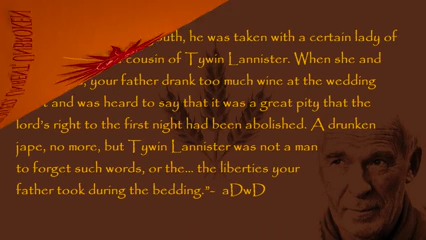 he was taken with a certain lady of
cousin of Tywin Lannister. When she and
your father drank too much wine at the wedding
and was heard to say that it was a great pity that the
lord's right to the first night had been abolished. A drunken
jape, no more, but Tywin Lannister was not a man
to forget such words, or the... the liberties your
father took during the bedding."- aDwD